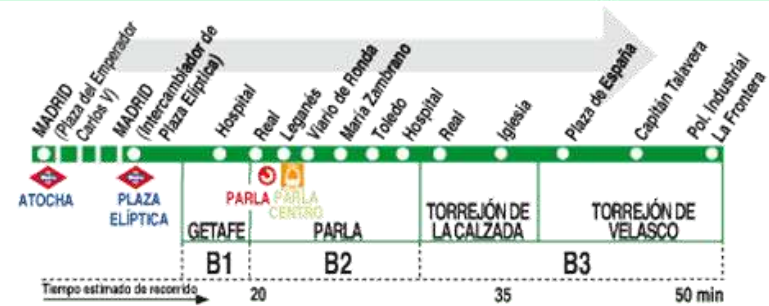 MADRID
(Plaza del Emperador
Carlos V)
MADRID
(Intercambiador de
Plaza Elíptica)
Hospital
Real
Leganés
Viario de Ronda
María Zambrano
Toledo
Hospital
Real
Iglesia
Plaza de España
Capitán Talavera
Pol. Industrial
La Frontera
Metro
ATOCHA
Metro
PLAZA
ELÍPTICA
PARLA
PARLA
CENTRO
GETAFE
PARLA
TORREJÓN DE
LA CALZADA
TORREJÓN DE
VELASCO
B1
B2
B3
Tiempo estimado de recorrido
20
35
50 min